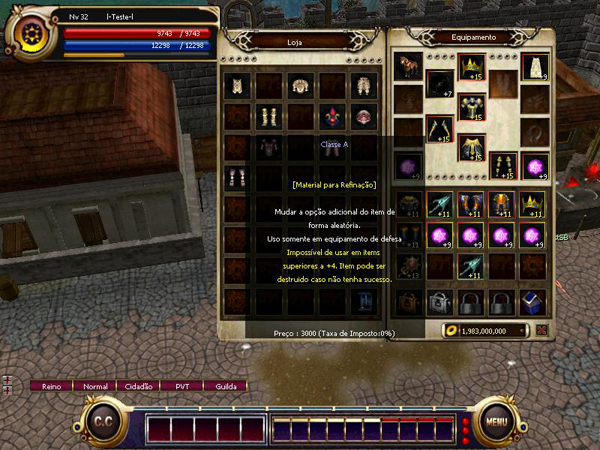 Nv 32 I-Teste-I
9743 / 9743
12298 / 12298
Loja
Equipamento
+15
+9
+7
+15
+15
+15
+15
+9
+9
Classe A
[Material para Refinação]
Mudar a opção adicional do item de
forma aleatória.
Uso somente em equipamento de defesa
Impossível de usar em items
superiores a +4. Item pode ser
destruido caso não tenha sucesso.
Preço : 3000 (Taxa de Imposto:0%)
+11
+11
+11
+11
+11
+9
+9
+9
+9
+13
+11
1,983,000,000
Reino
Normal
Cidadão
PVT
Guilda
C.C
MENU